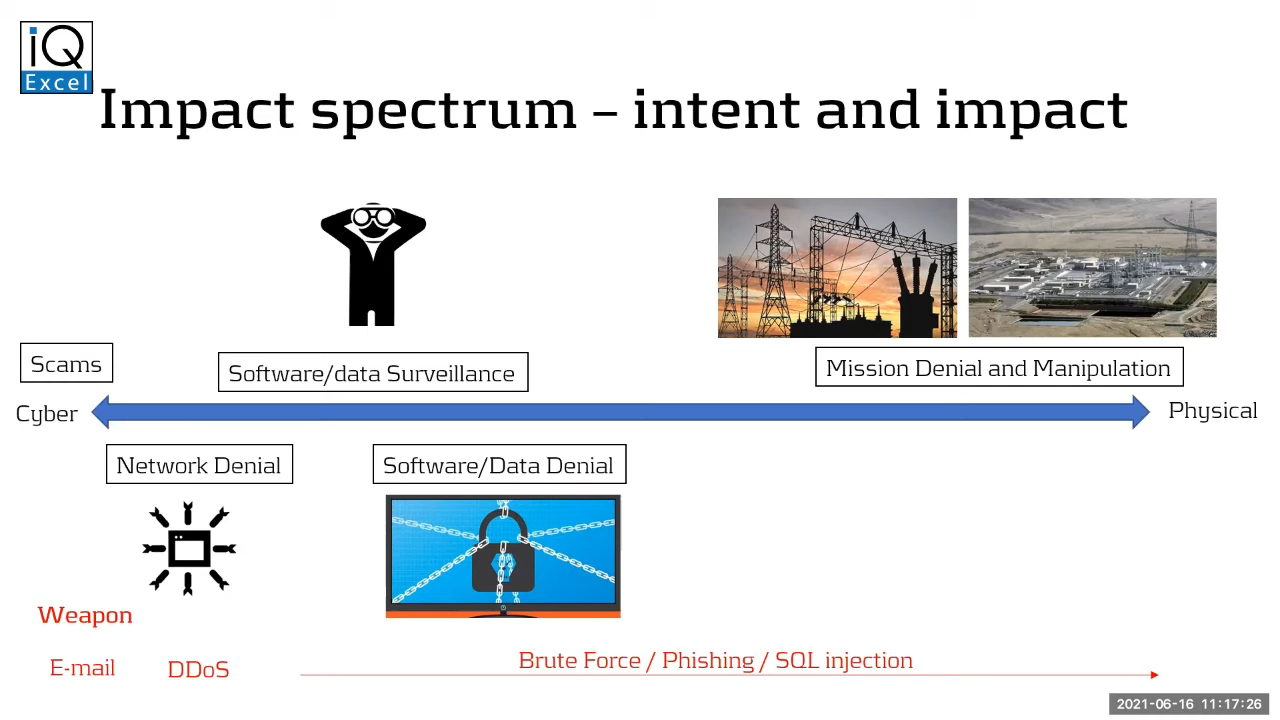 iQ
Excel
Impact spectrum – intent and impact
Scams
Software/data Surveillance
Mission Denial and Manipulation
Cyber
Physical
Network Denial
Software/Data Denial
Weapon
E-mail
DDoS
Brute Force / Phishing / SQL injection
2021-06-16 11:17:26